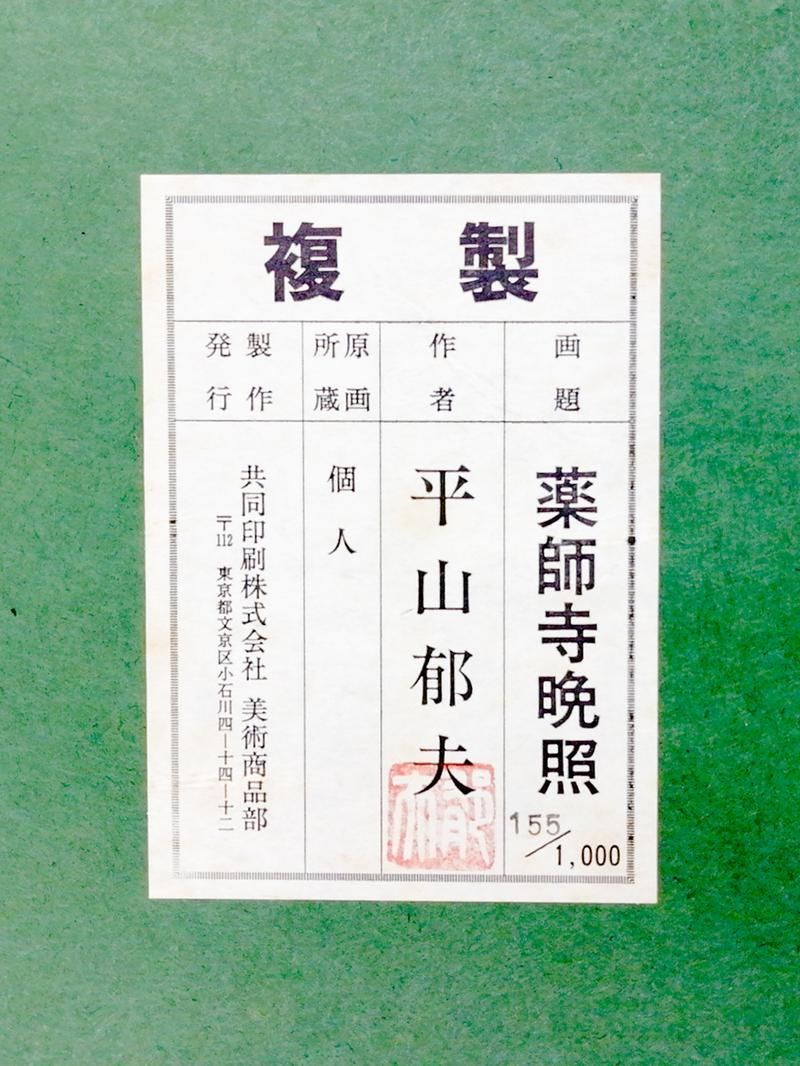 複製
画題
薬師寺晩照
155/1,000
作者
平山郁夫
原画
所蔵
個人
製作
発行
共同印刷株式会社 美術商品部
〒112 東京都文京区小石川四ー十四ー十二